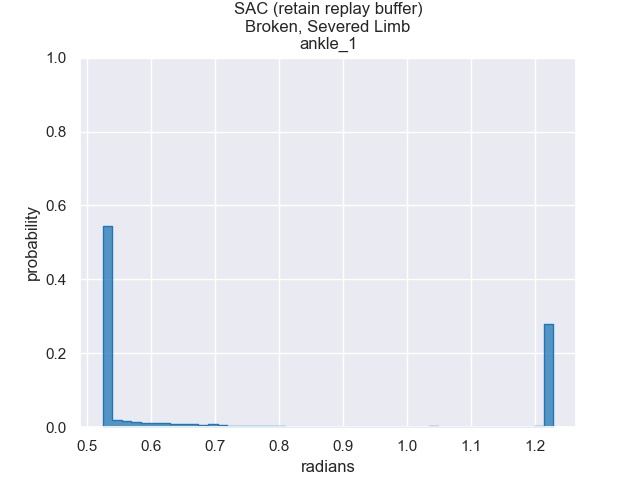 SAC (retain replay buffer)
Broken, Severed Limb
ankle_1
1.0
0.8
0.6
0.4
0.2
0.0
probability
0.5 0.6 0.7 0.8 0.9 1.0 1.1 1.2
radians